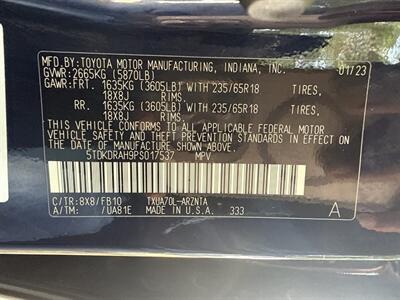 MFD.BY:TOYOTA MOTOR MANUFACTURING, INDIANA, INC. 01/23
GVWR:2665KG (5870LB)
GAWR:FRT. 1635KG (3605LB) WITH 235/65R18 TIRES,
18X8J RIMS.
RR. 1635KG (3605LB) WITH 235/65R18 TIRES,
18X8J RIMS.
THIS VEHICLE CONFORMS TO ALL APPLICABLE FEDERAL MOTOR
VEHICLE SAFETY AND THEFT PREVENTION STANDARDS IN EFFECT ON
THE DATE OF MANUFACTURE SHOWN ABOVE.
5TDKDRAH9PS017537 MPV
C/TR:8X8/FB10 TXUA70L-ARZNTA
A/TM: /UA81E MADE IN U.S.A. 333 A